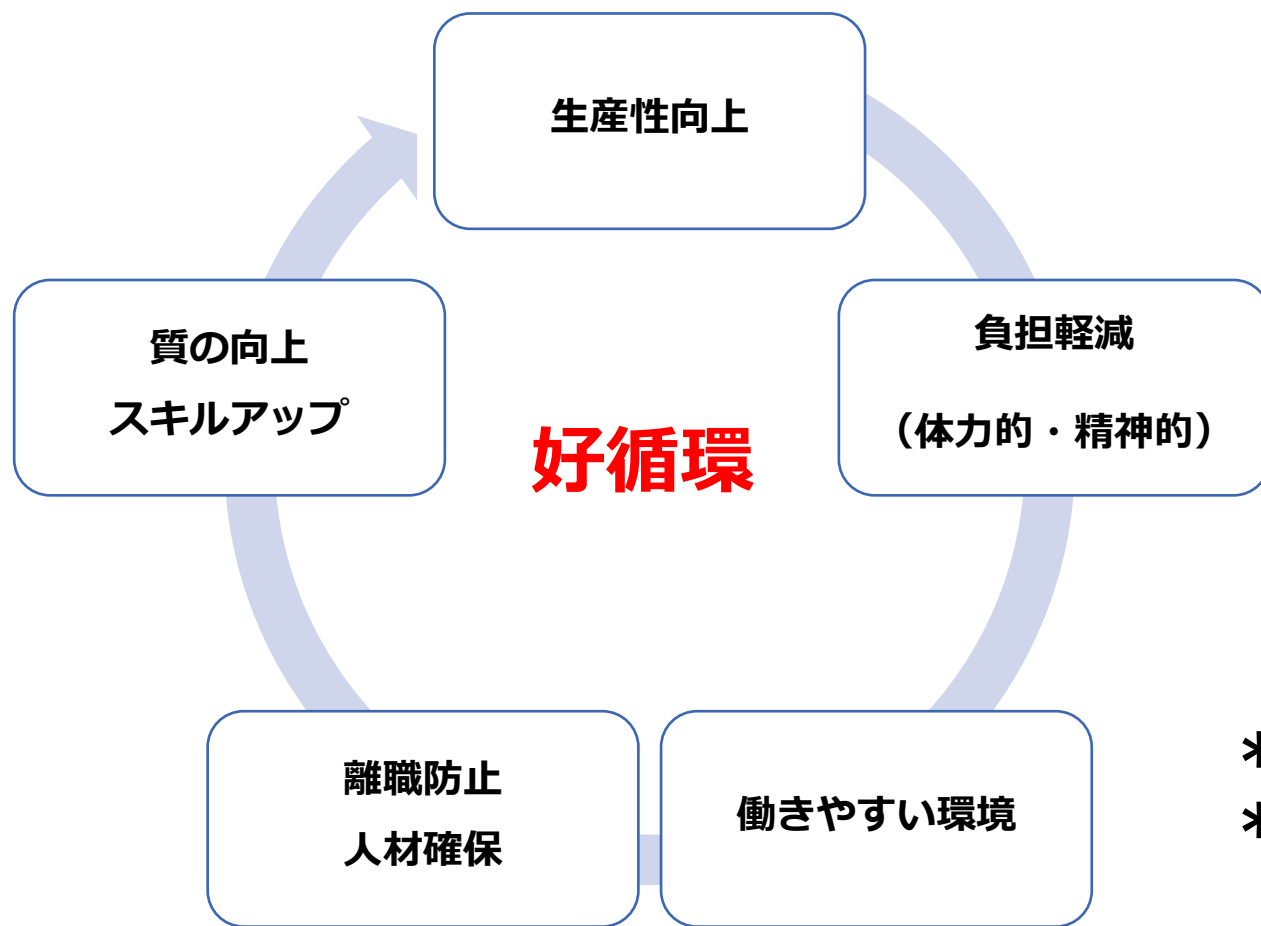 生産性向上
負担軽減
（体力的・精神的）
働きやすい環境
離職防止
人材確保
質の向上
スキルアップ
好循環
＊
＊